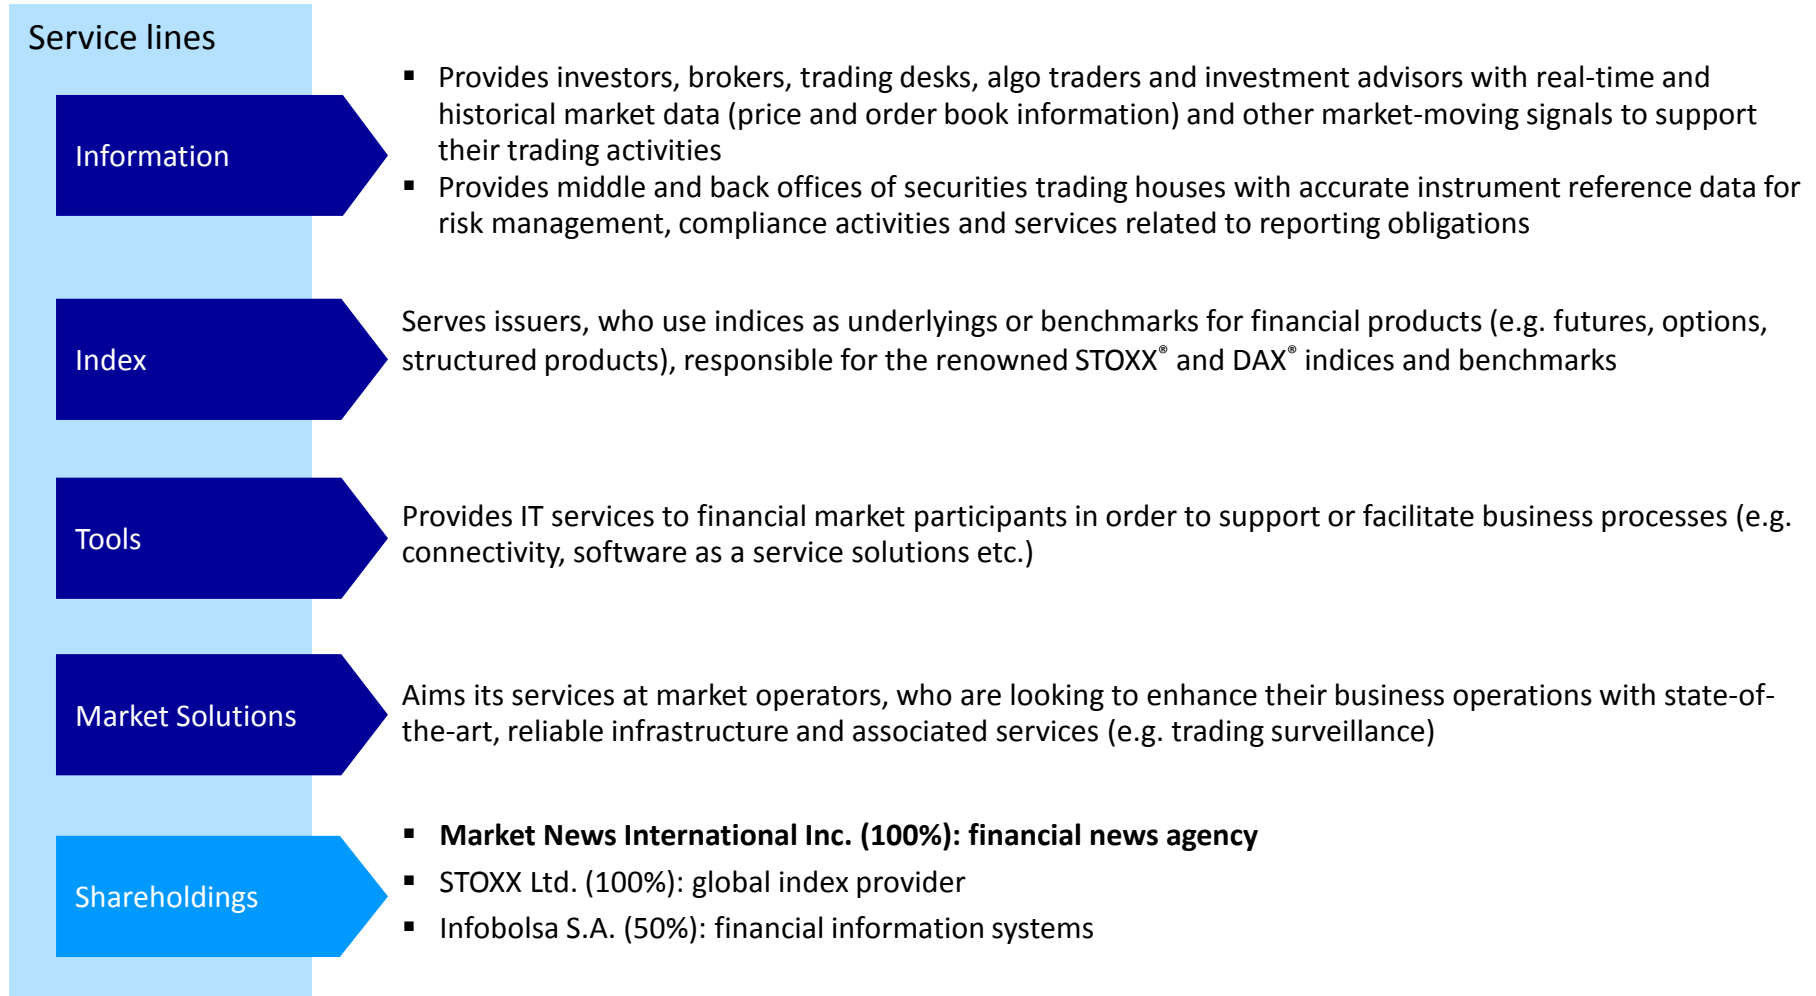 Service lines
Information
▪ Provides investors, brokers, trading desks, algo traders and investment advisors with real-time and
historical market data (price and order book information) and other market-moving signals to support
their trading activities
▪ Provides middle and back offices of securities trading houses with accurate instrument reference data for
risk management, compliance activities and services related to reporting obligations
Index
Serves issuers, who use indices as underlyings or benchmarks for financial products (e.g. futures, options,
structured products), responsible for the renowned STOXX® and DAX® indices and benchmarks
Tools
Provides IT services to financial market participants in order to support or facilitate business processes (e.g.
connectivity, software as a service solutions etc.)
Market Solutions
Aims its services at market operators, who are looking to enhance their business operations with state-of-
the-art, reliable infrastructure and associated services (e.g. trading surveillance)
Shareholdings
▪ Market News International Inc. (100%): financial news agency
▪ STOXX Ltd. (100%): global index provider
▪ Infobolsa S.A. (50%): financial information systems